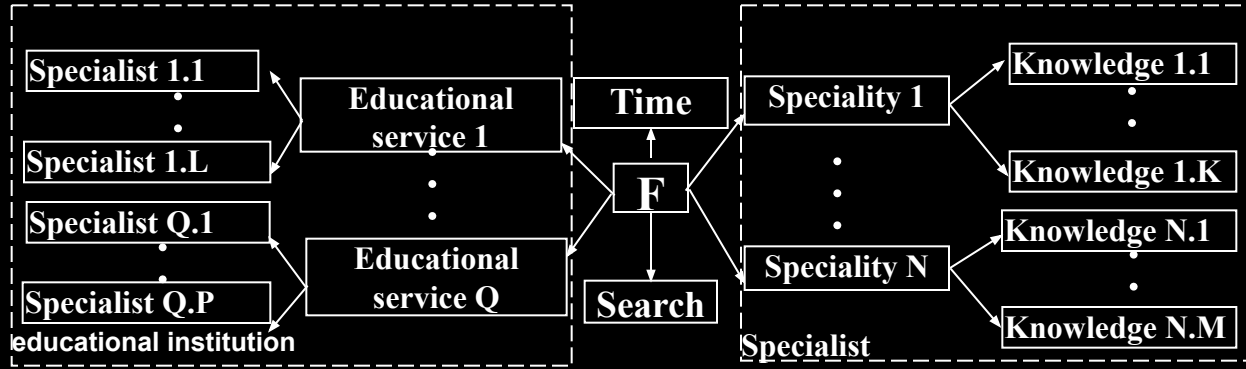 Specialist 1.1
Specialist 1.L
Specialist Q.1
Specialist Q.P
educational institution
Educational
service 1
Educational
service Q
Time
F
Search
Speciality 1
Speciality N
Knowledge 1.1
Knowledge 1.K
Knowledge N.1
Knowledge N.M
Specialist